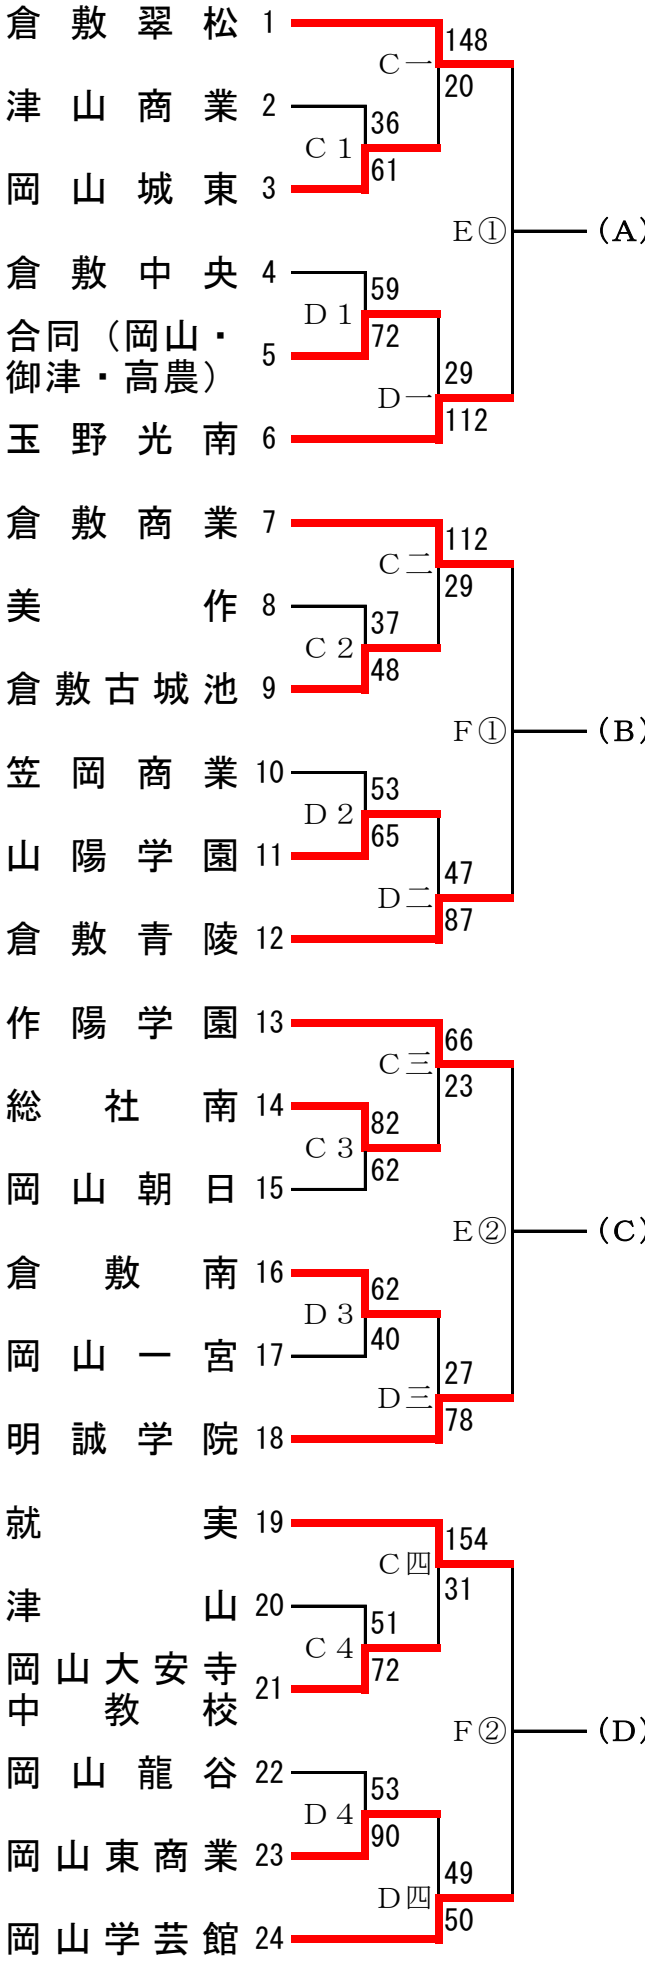 倉敷翠松 1
148
C一
20
津山商業 2
36
C1
61
岡山城東 3
E① (A)
倉敷中央 4
59
D1
72
合同(岡山・
御津・高農) 5
29
D一
112
玉野光南 6
倉敷商業 7
112
C二
29
美作 8
37
C2
48
倉敷古城池 9
F① (B)
笠岡商業 10
53
D2
65
山陽学園 11
47
D二
87
倉敷青陵 12
作陽学園 13
66
C三
23
総社南 14
82
C3
62
岡山朝日 15
E② (C)
倉敷南 16
62
D3
40
岡山一宮 17
27
D三
78
明誠学院 18
就実 19
154
C四
31
津山 20
51
C4
72
岡山大安寺
中教校 21
F② (D)
岡山龍谷 22
53
D4
90
岡山東商業 23
49
D四
50
岡山学芸館 24